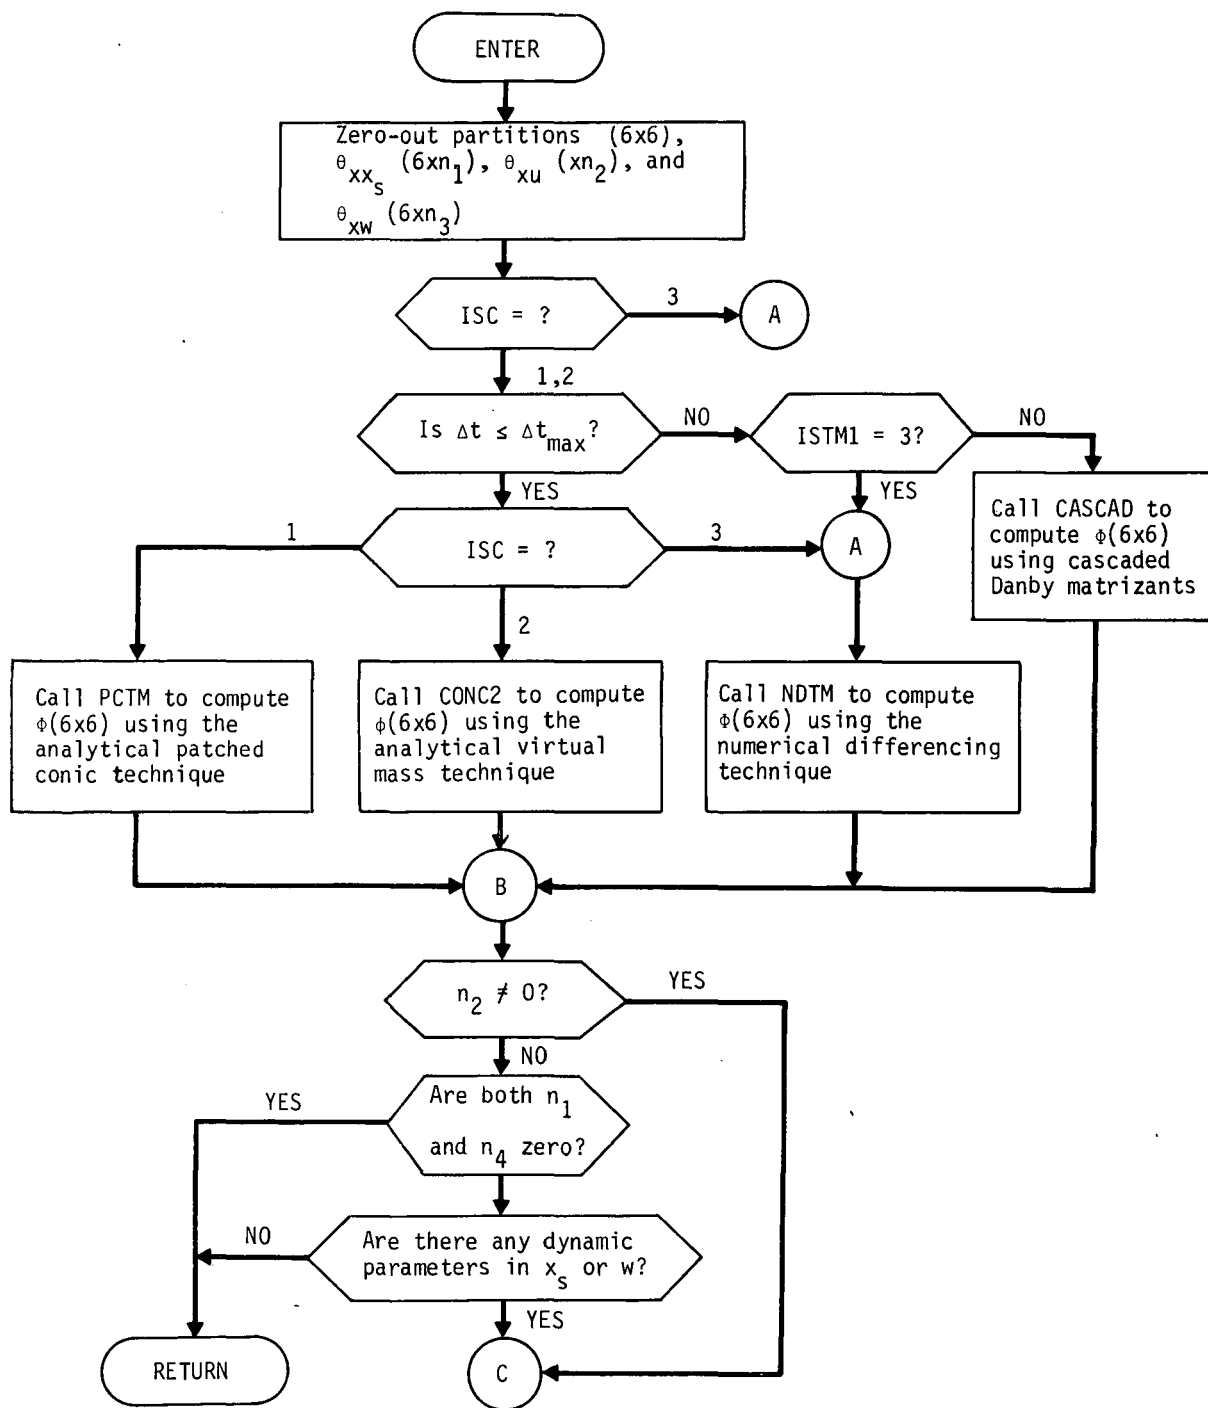 ENTER
Zero-out partitions (6x6),
θxxs (6xn1), θxu (xn2), and
θxw (6xn3)
ISC = ?
3
A
1,2
Is Δt ≤ Δtmax?
NO
ISTM1 = 3?
NO
YES
YES
Call CASCAD to
compute Φ(6x6)
using cascaded
Danby matrizants
1
ISC = ?
3
A
2
Call PCTM to compute
Φ(6x6) using the
analytical patched
conic technique
Call CONC2 to compute
Φ(6x6) using the
analytical virtual
mass technique
Call NDTM to compute
Φ(6x6) using the
numerical differencing
technique
B
n2 ≠ 0?
YES
NO
YES
Are both n1
and n4 zero?
NO
Are there any dynamic
parameters in xs or w?
YES
RETURN
C